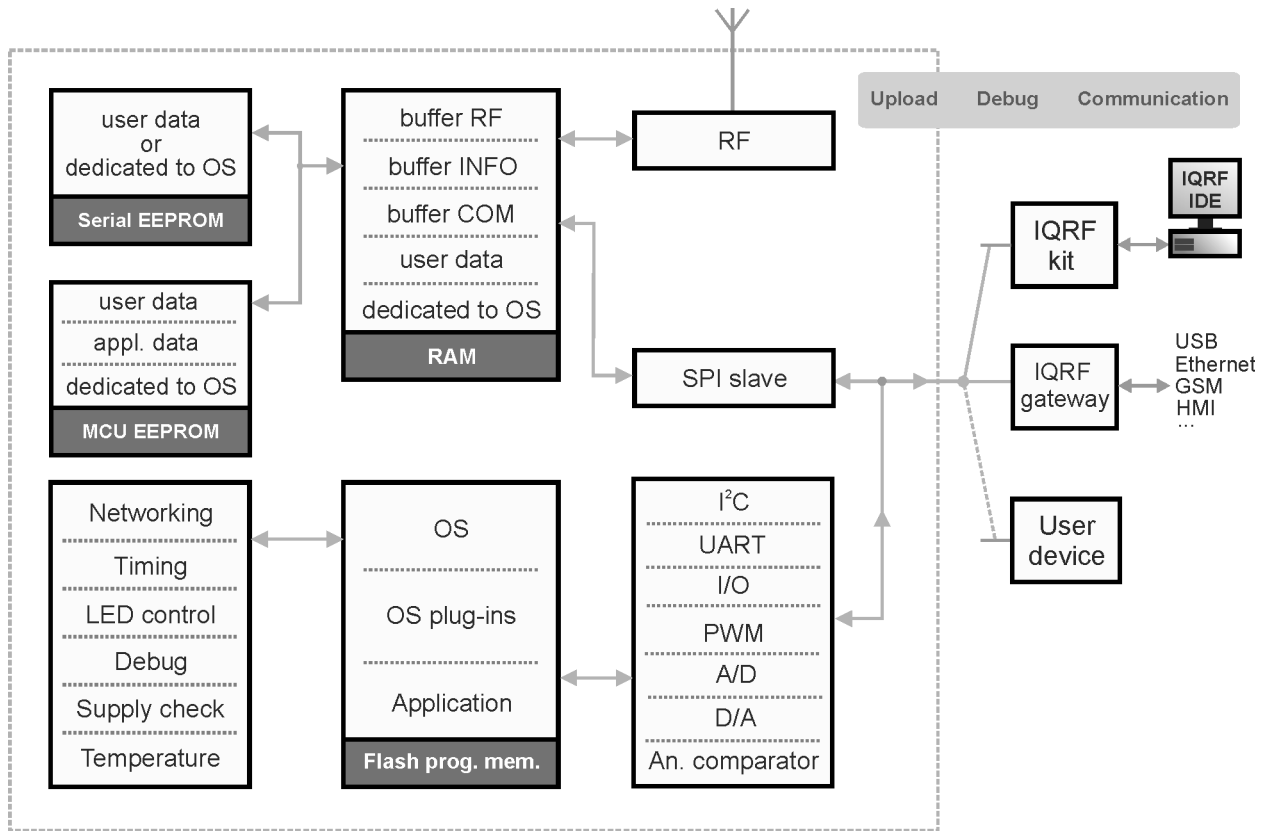 Upload Debug Communication
user data
or
dedicated to OS
Serial EEPROM
user data
appl. data
dedicated to OS
MCU EEPROM
buffer RF
buffer INFO
buffer COM
user data
dedicated to OS
RAM
RF
SPI slave
IQRF
kit
IQRF
IDE
IQRF
gateway
USB
Ethernet
GSM
HMI
...
User
device
Networking
Timing
LED control
Debug
Supply check
Temperature
OS
OS plug-ins
Application
Flash prog. mem.
I²C
UART
I/O
PWM
A/D
D/A
An. comparator